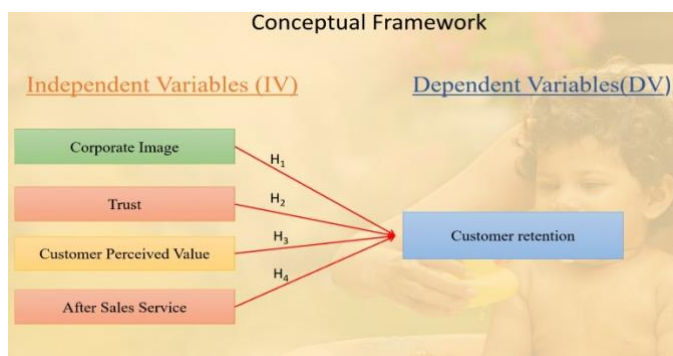 Conceptual Framework
Independent Variables (IV)
Dependent Variables(DV)
Corporate Image
H₁
Trust
H₂
Customer retention
H₃
Customer Perceived Value
H₄
After Sales Service